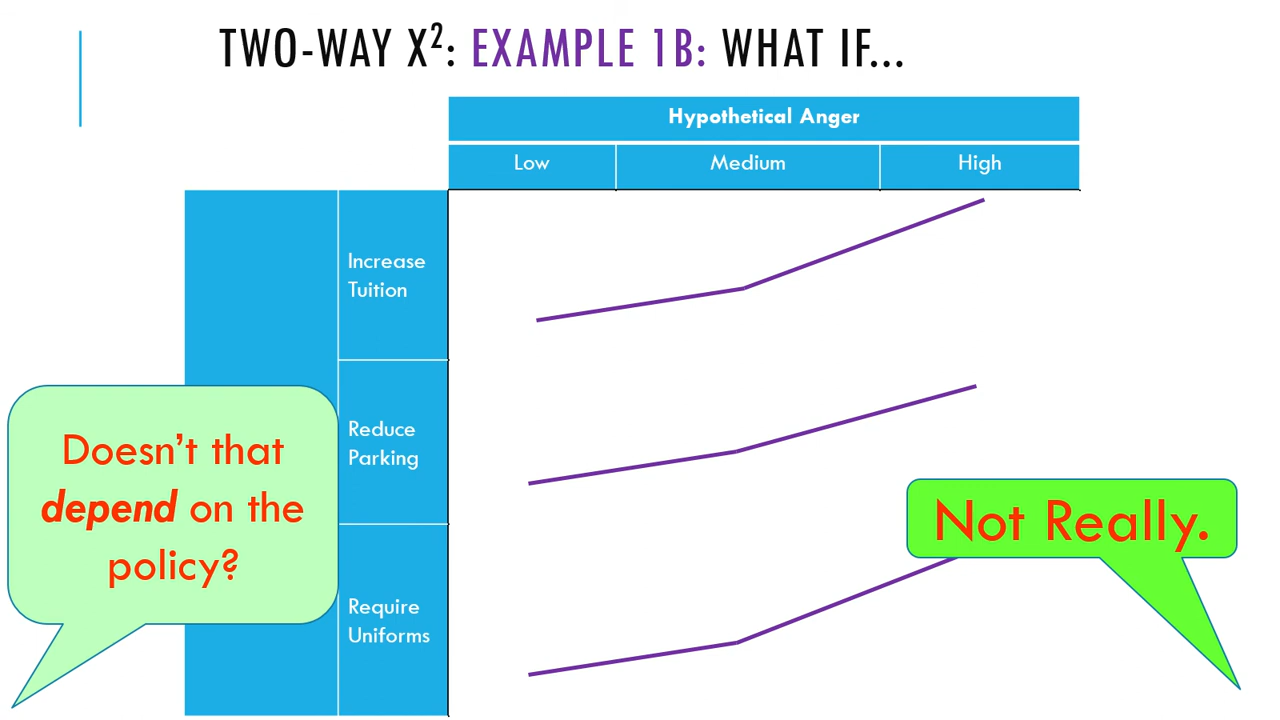 TWO-WAY X²: EXAMPLE 1B: WHAT IF...
Hypothetical Anger
Low Medium High
Increase
Tuition
Reduce
Parking
Require
Uniforms
Doesn't that
depend on the
policy?
Not Really.